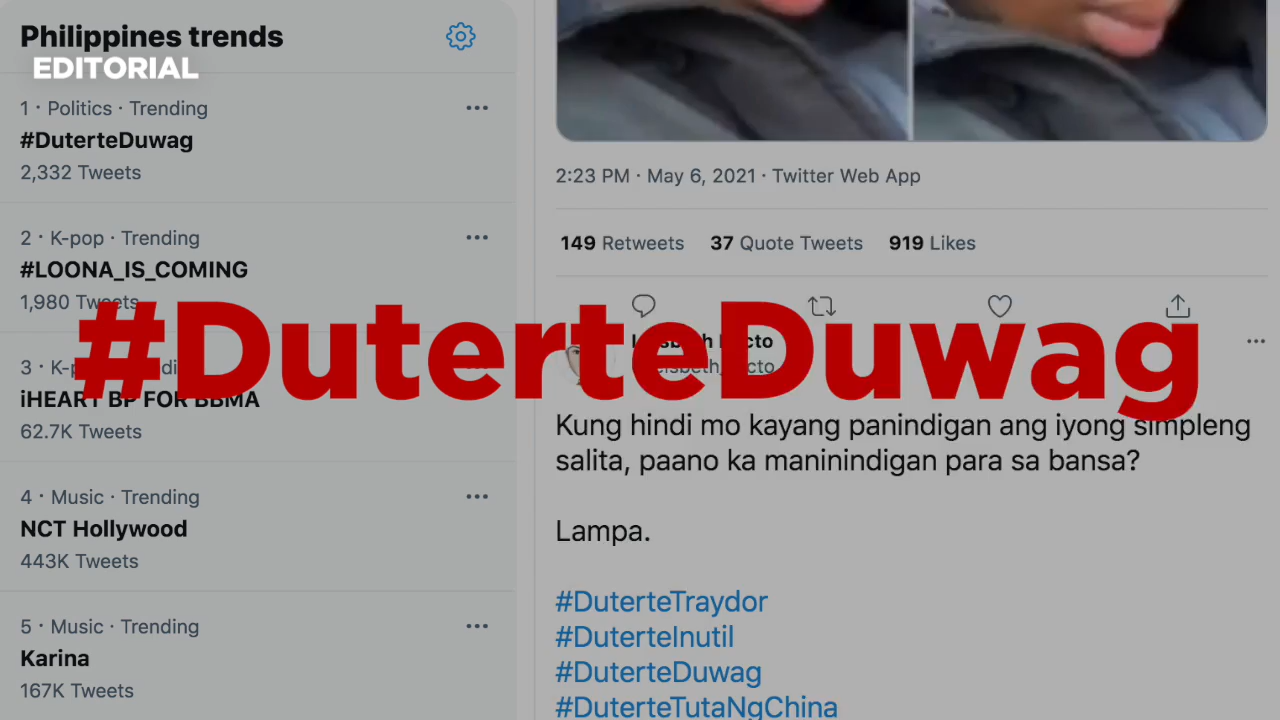 Philippines trends
EDITORIAL
1 · Politics · Trending
#DuterteDuwag
2,332 Tweets
2 · K-pop · Trending
#LOONA_IS_COMING
1,980 Tweets
3 ·
iHEART BP FOR BBMA
62.7K Tweets
4 · Music · Trending
NCT Hollywood
443K Tweets
5 · Music · Trending
Karina
167K Tweets
#DuterteDuwag
2:23 PM · May 6, 2021 · Twitter Web App
149 Retweets 37 Quote Tweets 919 Likes
Kung hindi mo kayang panindigan ang iyong simpleng
salita, paano ka maninindigan para sa bansa?
Lampa.
#DuterteTraydor
#DuterteInutil
#DuterteDuwag
#DuterteTutaNgChina